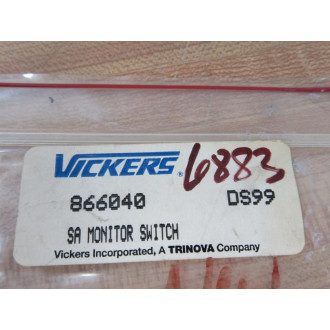 VICKERS® 6883
866040 DS99
SA MONITOR SWITCH
Vickers Incorporated, A TRINOVA Company